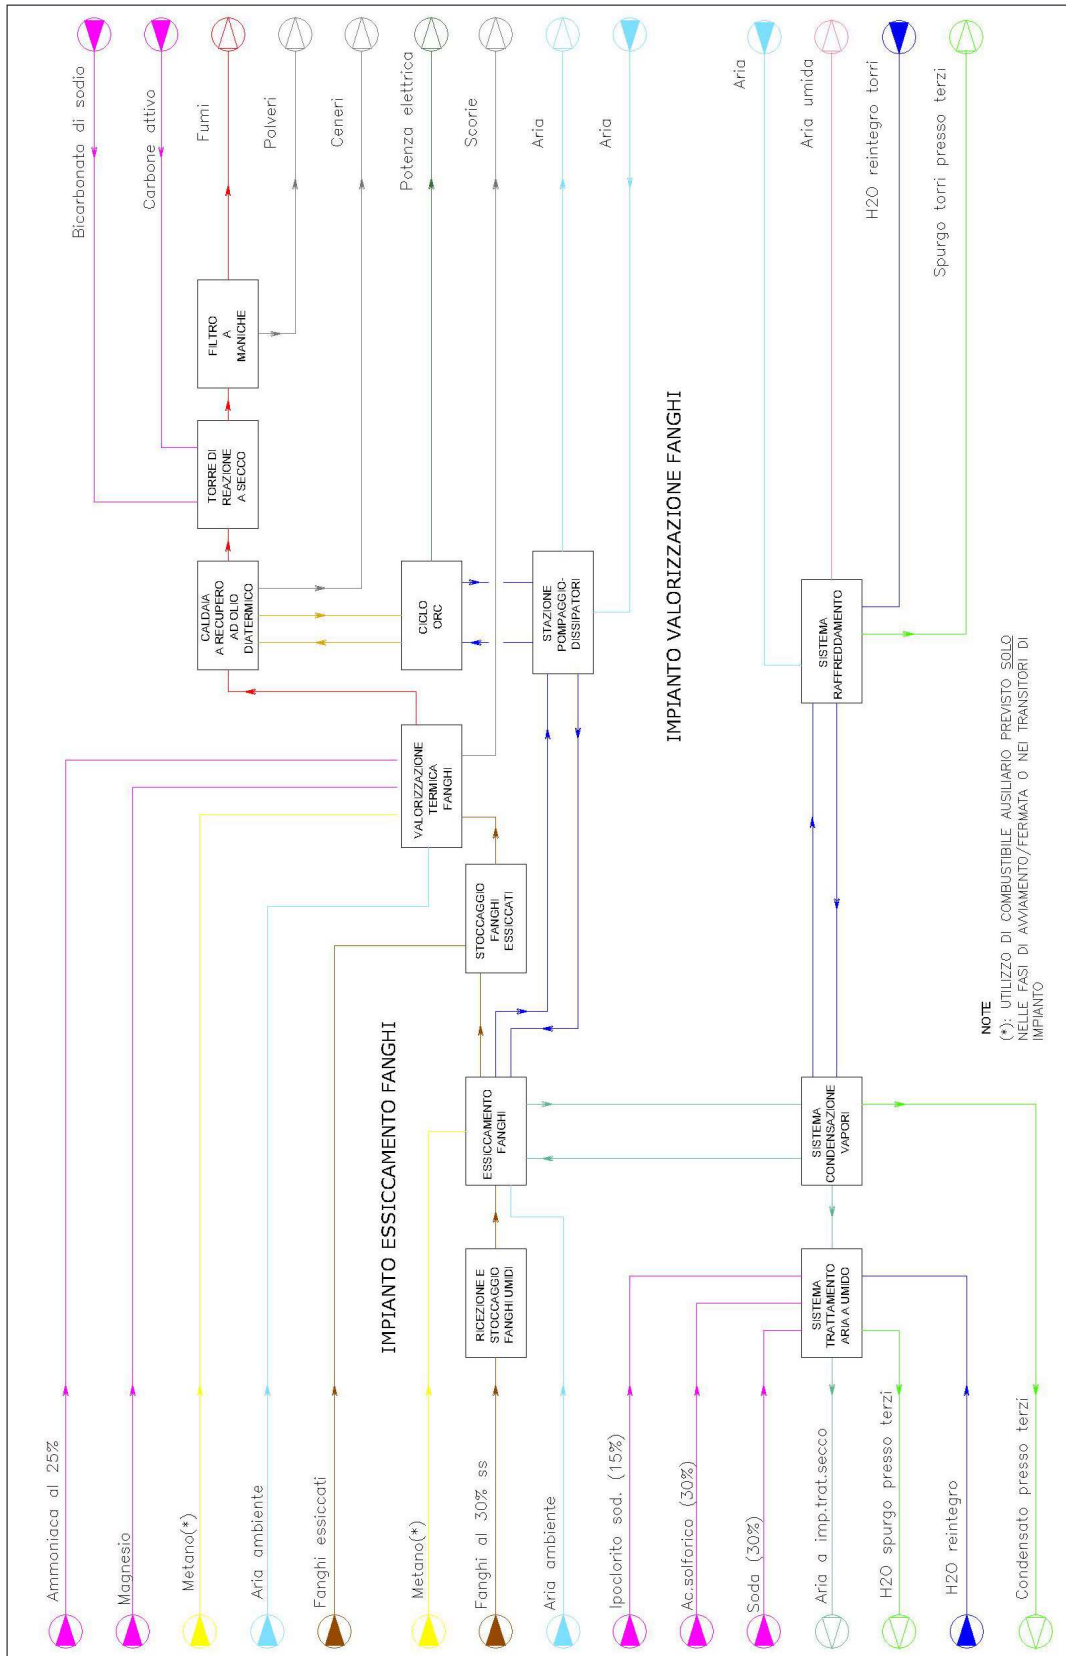 Ammoniaca al 25%
Magnesio
Metano(*)
Aria ambiente
Fanghi essiccati
Metano(*)
Fanghi al 30% ss
Aria ambiente
Ipoclorito sod. (15%)
Ac.solforico (30%)
Soda (30%)
Aria a imp.trat.secco
H2O spurgo presso terzi
H2O reintegro
Condensato presso terzi
IMPIANTO ESSICCAMENTO FANGHI
RICEZIONE E
STOCCAGGIO
FANGHI UMIDI
ESSICCAMENTO
FANGHI
STOCCAGGIO
FANGHI
ESSICCATI
VALORIZZAZIONE
TERMICA
FANGHI
CALDAIA
A RECUPERO
AD OLIO
DIATERMICO
TORRE DI
REAZIONE
A SECCO
FILTRO
A
MANICHE
CICLO
ORC
STAZIONE
POMPAGGIO-
DISSIPATORI
IMPIANTO VALORIZZAZIONE FANGHI
SISTEMA
TRATTAMENTO
ARIA A UMIDO
SISTEMA
CONDENSAZIONE
VAPORI
SISTEMA
RAFFREDDAMENTO
Bicarbonato di sodio
Carbone attivo
Fumi
Polveri
Ceneri
Potenza elettrica
Scorie
Aria
Aria
Aria
Aria umida
H2O reintegro torri
Spurgo torri presso terzi
NOTE
(*): UTILIZZO DI COMBUSTIBILE AUSILIARIO PREVISTO SOLO
NELLE FASI DI AVVIAMENTO/FERMATA O NEI TRANSITORI DI
IMPIANTO